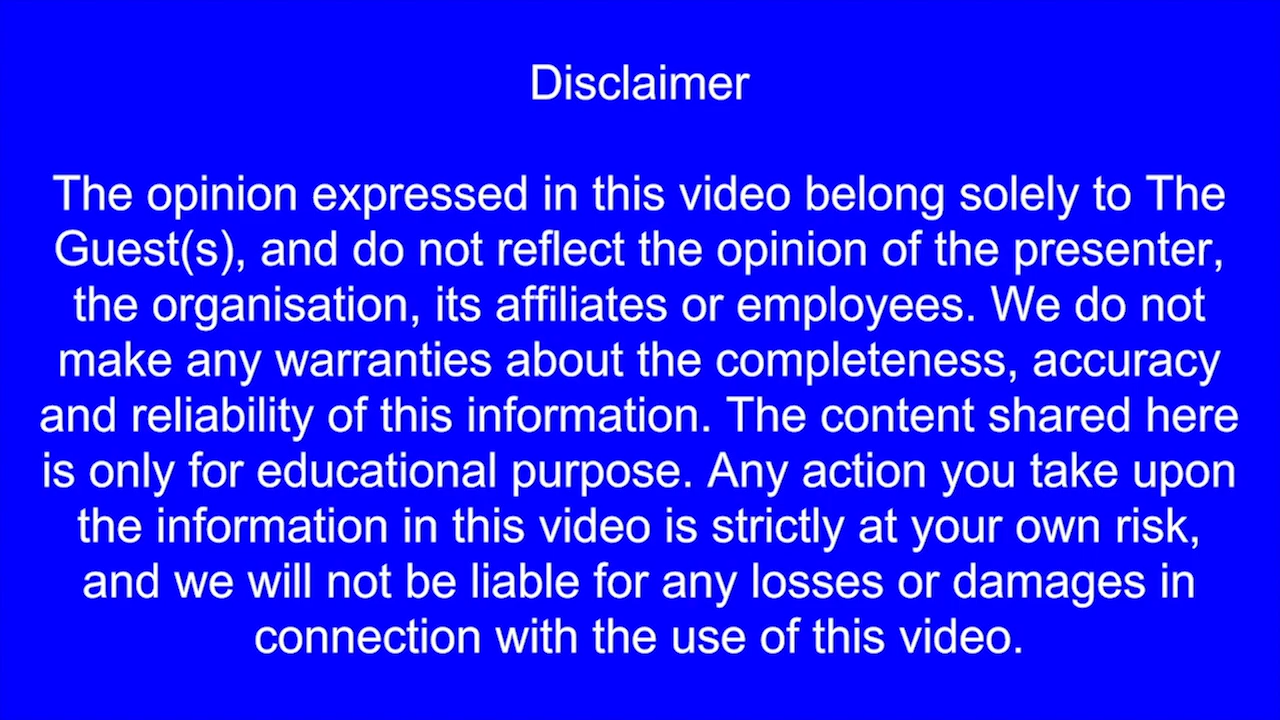 Disclaimer
The opinion expressed in this video belong solely to The
Guest(s), and do not reflect the opinion of the presenter,
the organisation, its affiliates or employees. We do not
make any warranties about the completeness, accuracy
and reliability of this information. The content shared here
is only for educational purpose. Any action you take upon
the information in this video is strictly at your own risk,
and we will not be liable for any losses or damages in
connection with the use of this video.